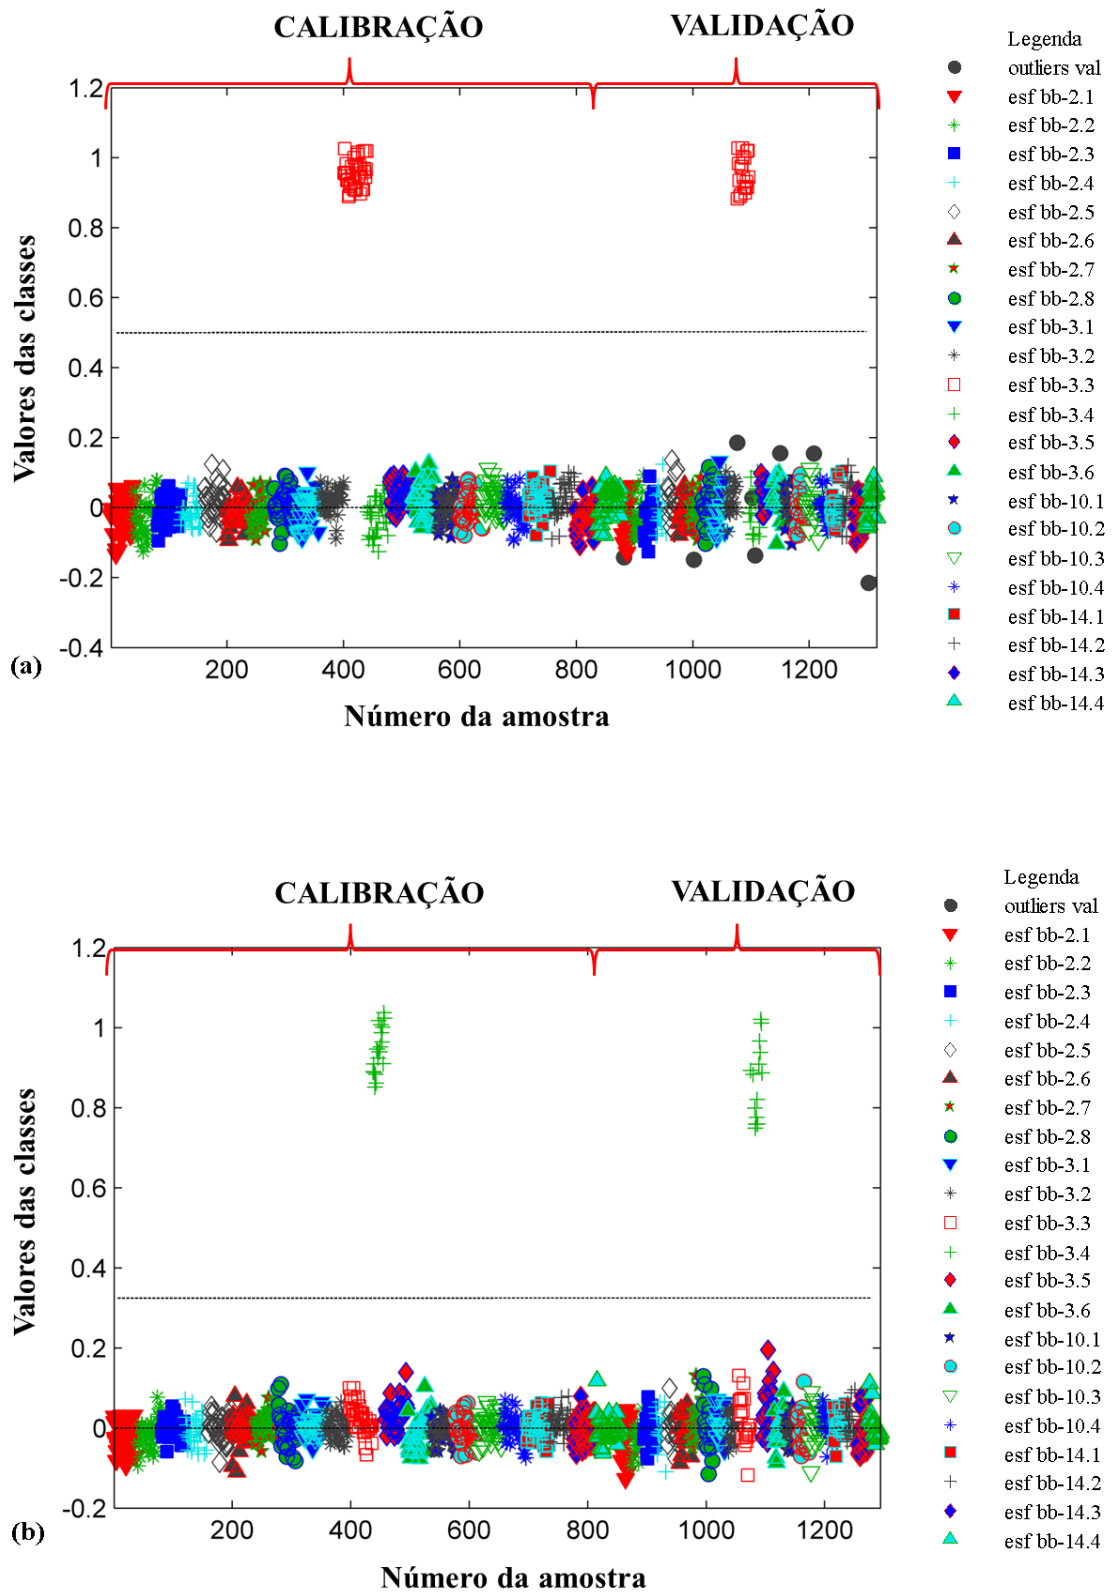 CALIBRAÇÃO VALIDAÇÃO
Legenda
outliers val
esf bb-2.1
esf bb-2.2
esf bb-2.3
esf bb-2.4
esf bb-2.5
esf bb-2.6
esf bb-2.7
esf bb-2.8
esf bb-3.1
esf bb-3.2
esf bb-3.3
esf bb-3.4
esf bb-3.5
esf bb-3.6
esf bb-10.1
esf bb-10.2
esf bb-10.3
esf bb-10.4
esf bb-14.1
esf bb-14.2
esf bb-14.3
esf bb-14.4
Valores das classes
1.2
1
0.8
0.6
0.4
0.2
0
-0.2
-0.4
200 400 600 800 1000 1200
(a)
Número da amostra
CALIBRAÇÃO VALIDAÇÃO
Legenda
outliers val
esf bb-2.1
esf bb-2.2
esf bb-2.3
esf bb-2.4
esf bb-2.5
esf bb-2.6
esf bb-2.7
esf bb-2.8
esf bb-3.1
esf bb-3.2
esf bb-3.3
esf bb-3.4
esf bb-3.5
esf bb-3.6
esf bb-10.1
esf bb-10.2
esf bb-10.3
esf bb-10.4
esf bb-14.1
esf bb-14.2
esf bb-14.3
esf bb-14.4
Valores das classes
1.2
1
0.8
0.6
0.4
0.2
0
-0.2
200 400 600 800 1000 1200
(b)
Número da amostra